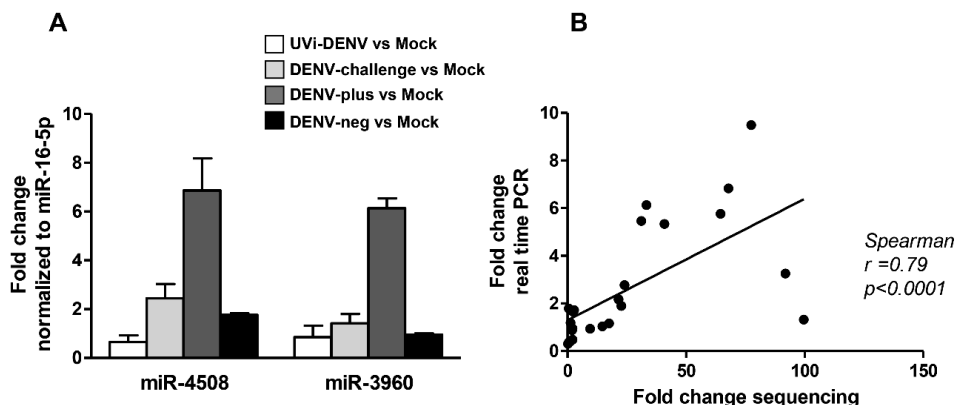 A
UVi-DENV vs Mock
DENV-challenge vs Mock
DENV-plus vs Mock
DENV-neg vs Mock
Fold change
normalized to miR-16-5p
10
8
6
4
2
0
miR-4508 miR-3960
B
Fold change
real time PCR
10
8
6
4
2
0
0 50 100 150
Fold change sequencing
Spearman
r =0.79
p<0.0001